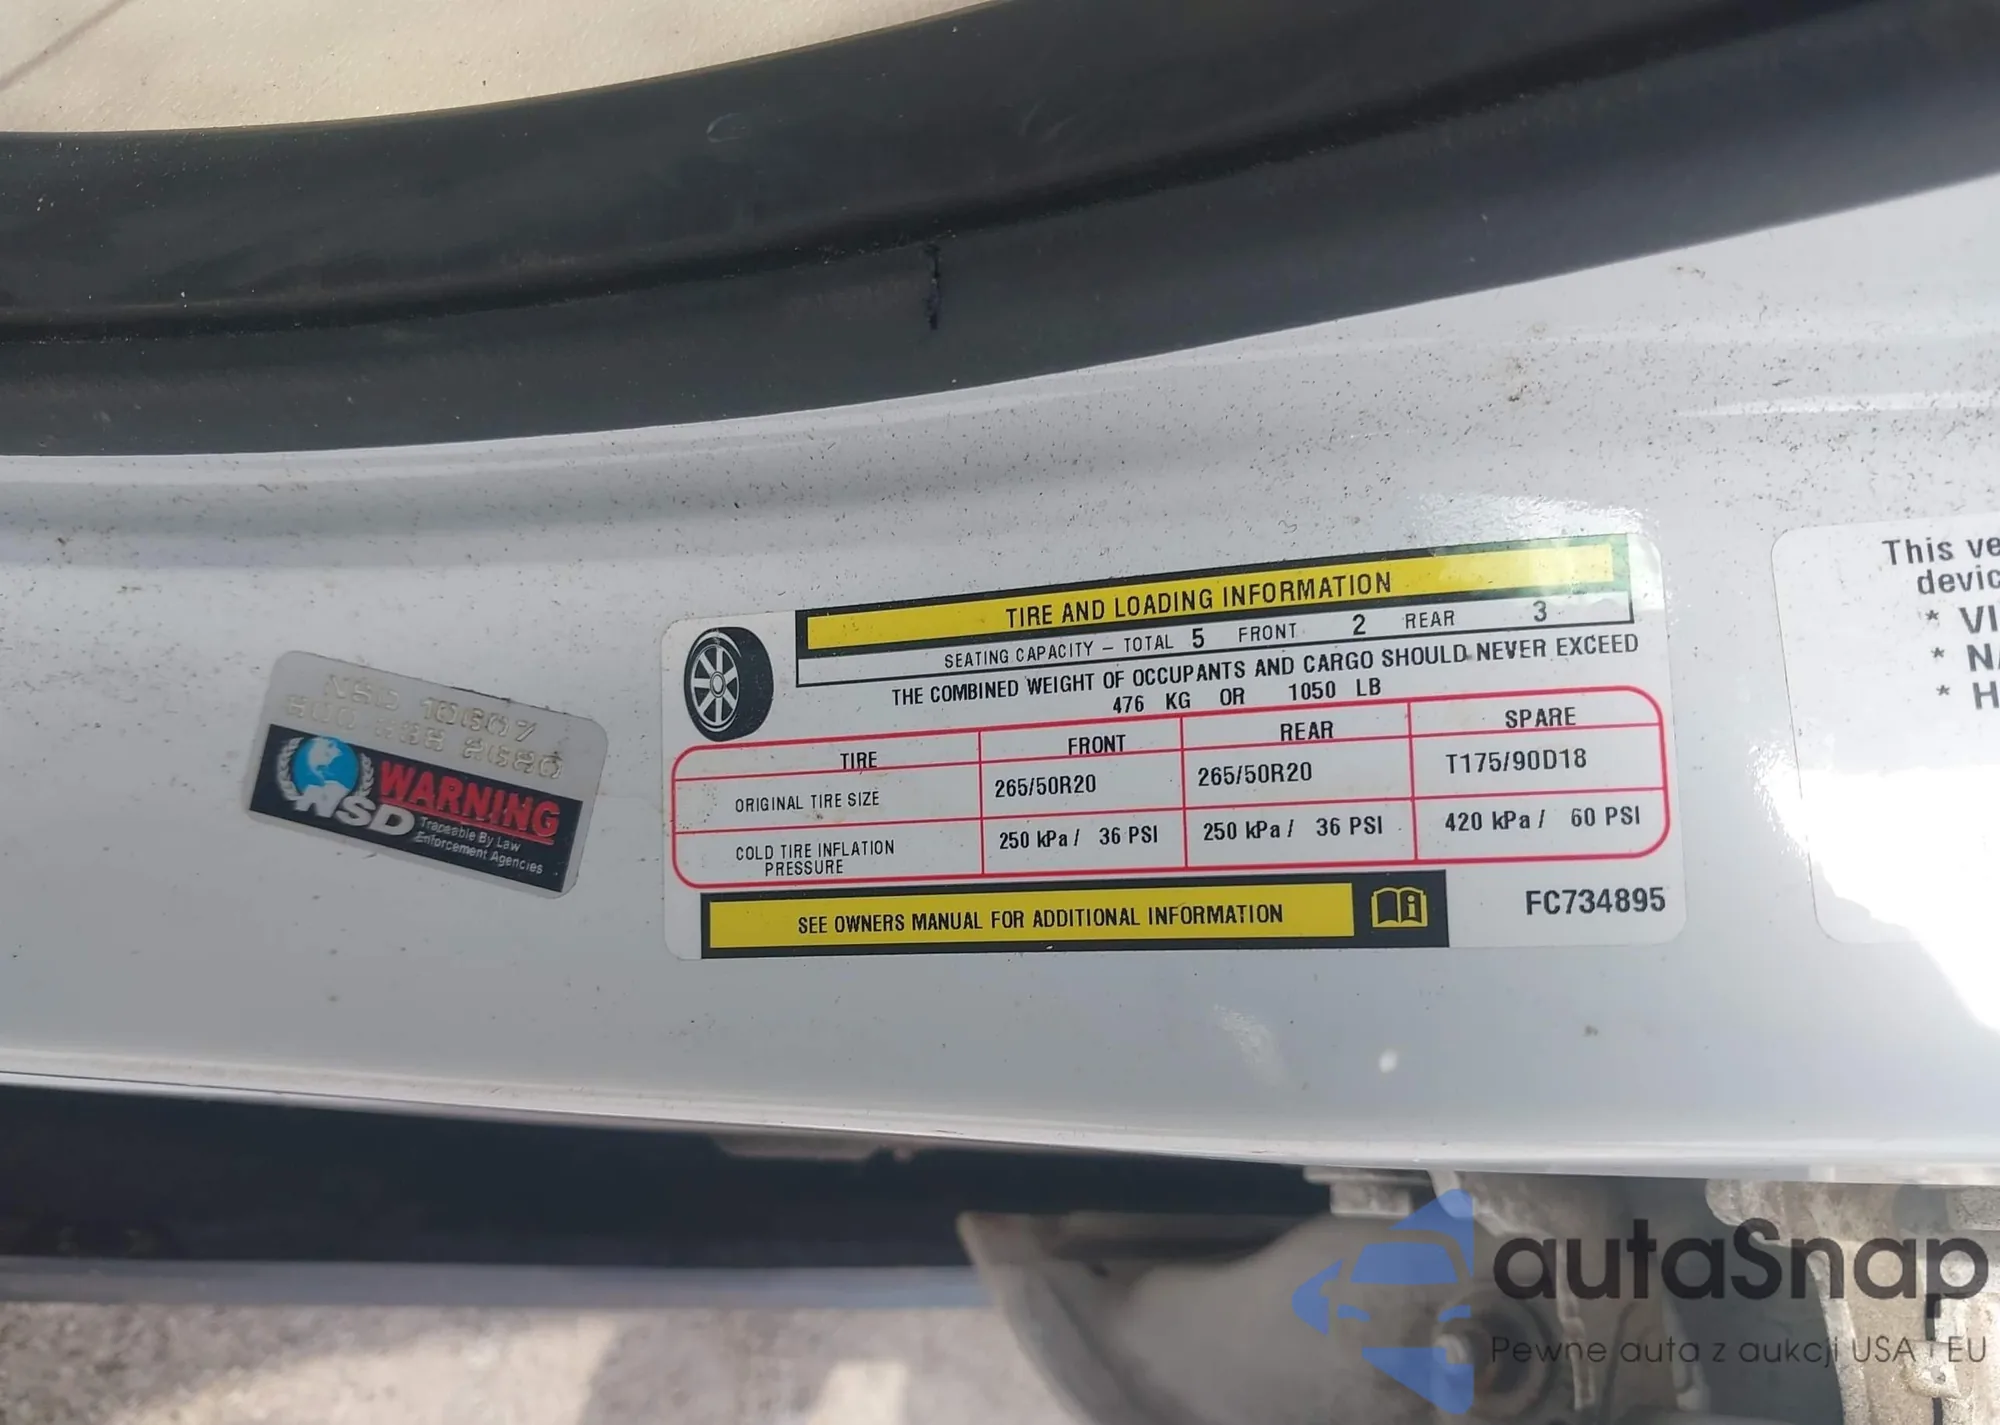 TIRE AND LOADING INFORMATION
SEATING CAPACITY – TOTAL 5 FRONT 2 REAR 3
THE COMBINED WEIGHT OF OCCUPANTS AND CARGO SHOULD NEVER EXCEED
476 KG OR 1050 LB
TIRE FRONT REAR SPARE
ORIGINAL TIRE SIZE 265/50R20 265/50R20 T175/90D18
COLD TIRE INFLATION PRESSURE 250 kPa / 36 PSI 250 kPa / 36 PSI 420 kPa / 60 PSI
SEE OWNERS MANUAL FOR ADDITIONAL INFORMATION
FC734895
NSD
WARNING
Traceable By Law
Enforcement Agencies
This ve
devic
* VI
* N
* H
autaSnap
Pewne auta z aukcji USA i EU